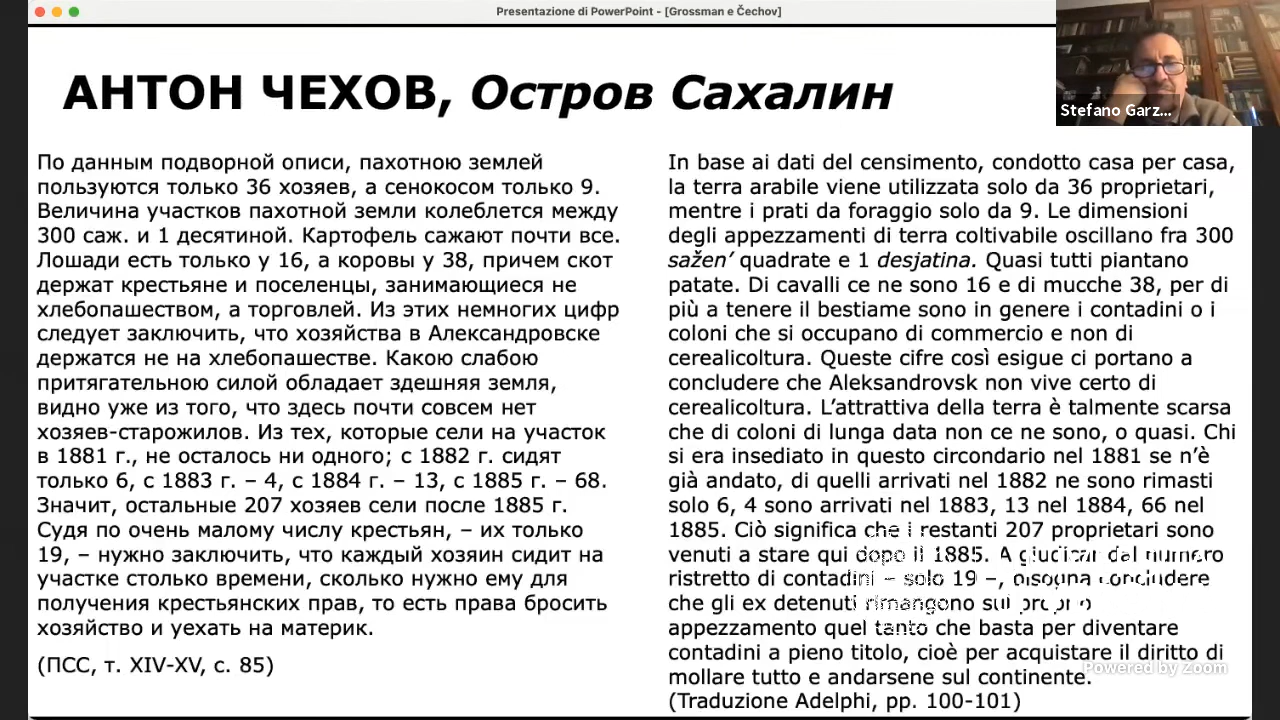 Presentazione di PowerPoint - [Grossman e Čechov]
АНТОН ЧЕХОВ, Остров Сахалин
Stefano Garz...
По данным подворной описи, пахотною землей
пользуются только 36 хозяев, а сенокосом только 9.
Величина участков пахотной земли колеблется между
300 саж. и 1 десятиной. Картофель сажают почти все.
Лошади есть только у 16, а коровы у 38, причем скот
держат крестьяне и поселенцы, занимающиеся не
хлебопашеством, а торговлей. Из этих немногих цифр
следует заключить, что хозяйства в Александровске
держатся не на хлебопашестве. Какою слабою
притягательною силой обладает здешняя земля,
видно уже из того, что здесь почти совсем нет
хозяев-старожилов. Из тех, которые сели на участок
в 1881 г., не осталось ни одного; с 1882 г. сидят
только 6, с 1883 г. – 4, с 1884 г. – 13, с 1885 г. – 68.
Значит, остальные 207 хозяев сели после 1885 г.
Судя по очень малому числу крестьян, – их только
19, – нужно заключить, что каждый хозяин сидит на
участке столько времени, сколько нужно ему для
получения крестьянских прав, то есть права бросить
хозяйство и уехать на материк.
(ПСС, т. XIV-XV, с. 85)
In base ai dati del censimento, condotto casa per casa,
la terra arabile viene utilizzata solo da 36 proprietari,
mentre i prati da foraggio solo da 9. Le dimensioni
degli appezzamenti di terra coltivabile oscillano fra 300
sažen’ quadrate e 1 desjatina. Quasi tutti piantano
patate. Di cavalli ce ne sono 16 e di mucche 38, per di
più a tenere il bestiame sono in genere i contadini o i
coloni che si occupano di commercio e non di
cerealicoltura. Queste cifre così esigue ci portano a
concludere che Aleksandrovsk non vive certo di
cerealicoltura. L’attrattiva della terra è talmente scarsa
che di coloni di lunga data non ce ne sono, o quasi. Chi
si era insediato in questo circondario nel 1881 se n’è
già andato, di quelli arrivati nel 1882 ne sono rimasti
solo 6, 4 sono arrivati nel 1883, 13 nel 1884, 66 nel
1885. Ciò significa che i restanti 207 proprietari sono
venuti a stare qui dopo il 1885. A giudicare dal numero
ristretto di contadini – solo 19 –, bisogna concludere
che gli ex detenuti rimangono sul proprio
appezzamento quel tanto che basta per diventare
contadini a pieno titolo, cioè per acquistare il diritto di
mollare tutto e andarsene sul continente.
(Traduzione Adelphi, pp. 100-101)
Powered by Zoom